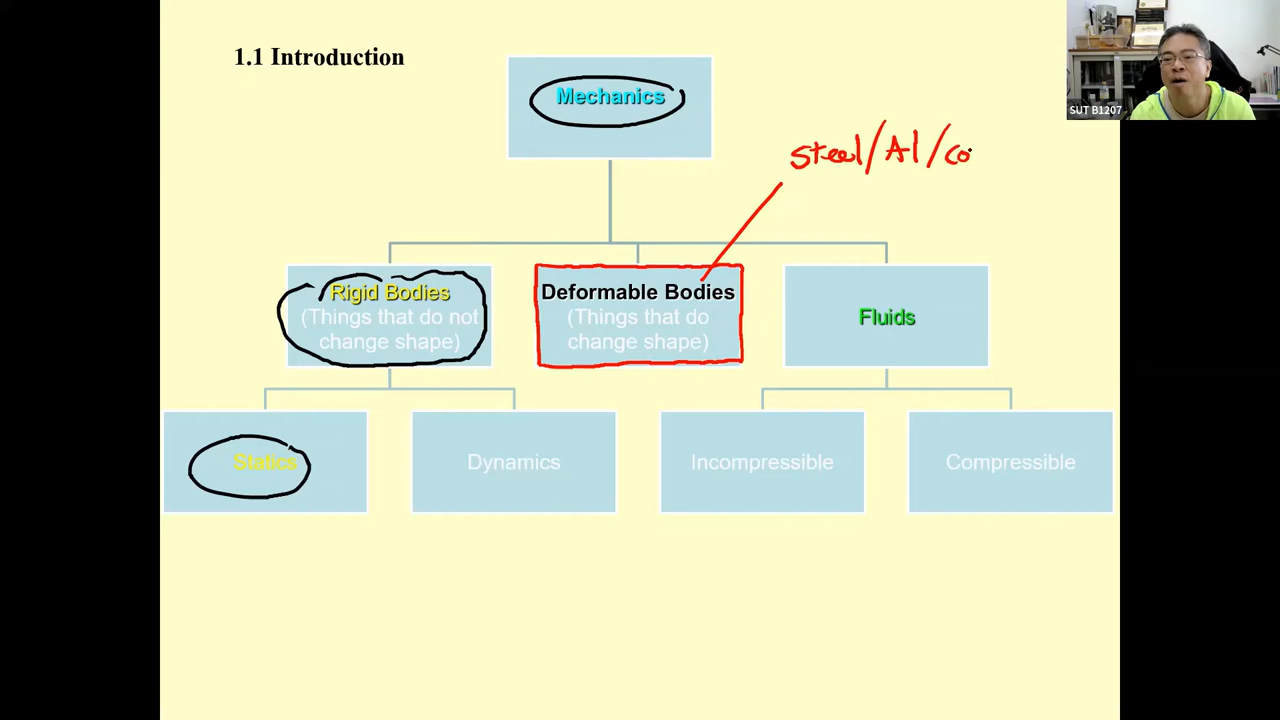 1.1 Introduction
Mechanics
SUT B1207
steel/Al/co
Rigid Bodies
(Things that do not
change shape)
Deformable Bodies
(Things that do
change shape)
Fluids
Statics
Dynamics
Incompressible
Compressible